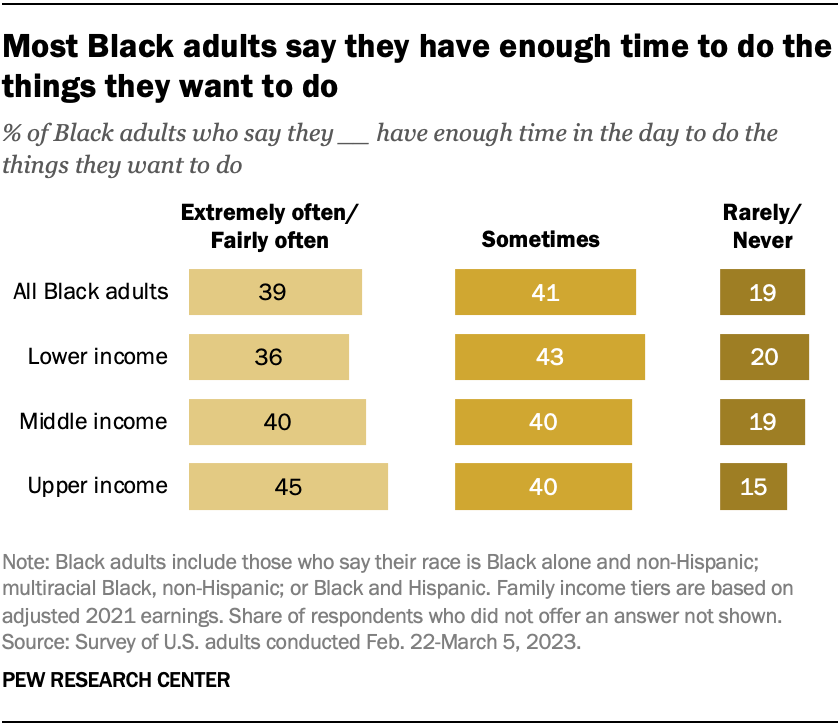 Most Black adults say they have enough time to do the
things they want to do
% of Black adults who say they __ have enough time in the day to do the
things they want to do
Extremely often/
Fairly often
Sometimes
Rarely/
Never
All Black adults 39 41 19
Lower income 36 43 20
Middle income 40 40 19
Upper income 45 40 15
Note: Black adults include those who say their race is Black alone and non-Hispanic;
multiracial Black, non-Hispanic; or Black and Hispanic. Family income tiers are based on
adjusted 2021 earnings. Share of respondents who did not offer an answer not shown.
Source: Survey of U.S. adults conducted Feb. 22-March 5, 2023.
PEW RESEARCH CENTER